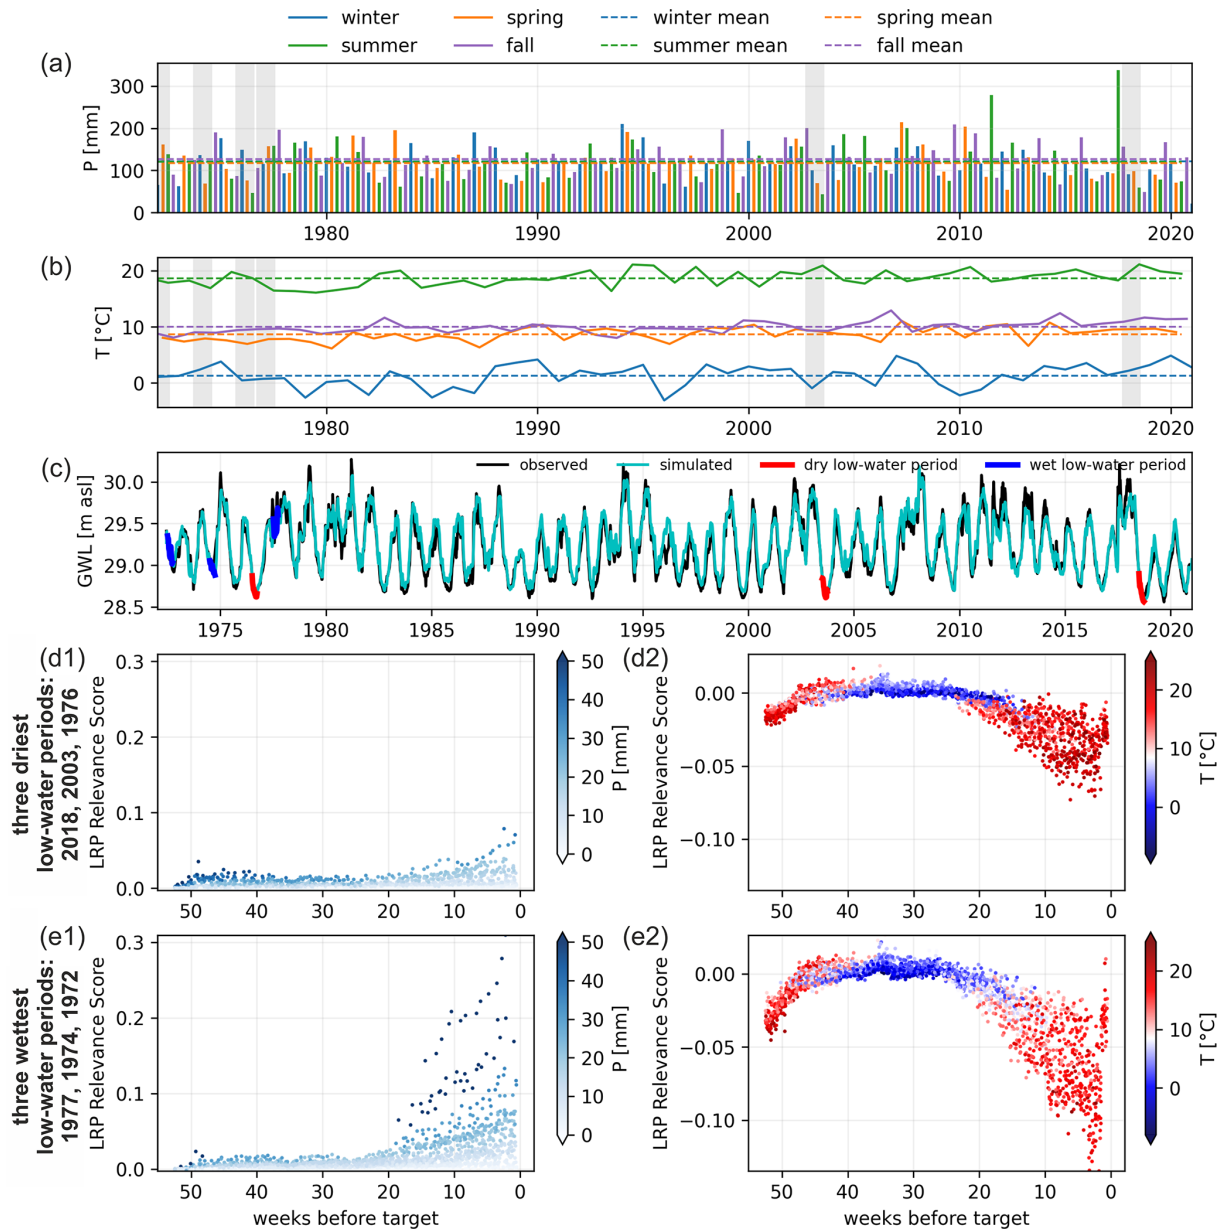 winter spring winter mean spring mean
summer fall summer mean fall mean
(a)
P [mm]
300
200
100
0
1980 1990 2000 2010 2020
(b)
T [°C]
20
10
0
1980 1990 2000 2010 2020
(c)
observed simulated dry low-water period wet low-water period
GWL [m asl]
30.0
29.5
29.0
28.5
1975 1980 1985 1990 1995 2000 2005 2010 2015 2020
three driest
low-water periods:
2018, 2003, 1976
(d1)
LRP Relevance Score
0.3
0.2
0.1
0.0
50 40 30 20 10 0
50
40
30
20
10
0
P [mm]
(d2)
LRP Relevance Score
0.00
−0.05
−0.10
50 40 30 20 10 0
20
10
0
T [°C]
three wettest
low-water periods:
1977, 1974, 1972
(e1)
LRP Relevance Score
0.3
0.2
0.1
0.0
50 40 30 20 10 0
weeks before target
50
40
30
20
10
0
P [mm]
(e2)
LRP Relevance Score
0.00
−0.05
−0.10
50 40 30 20 10 0
weeks before target
20
10
0
T [°C]